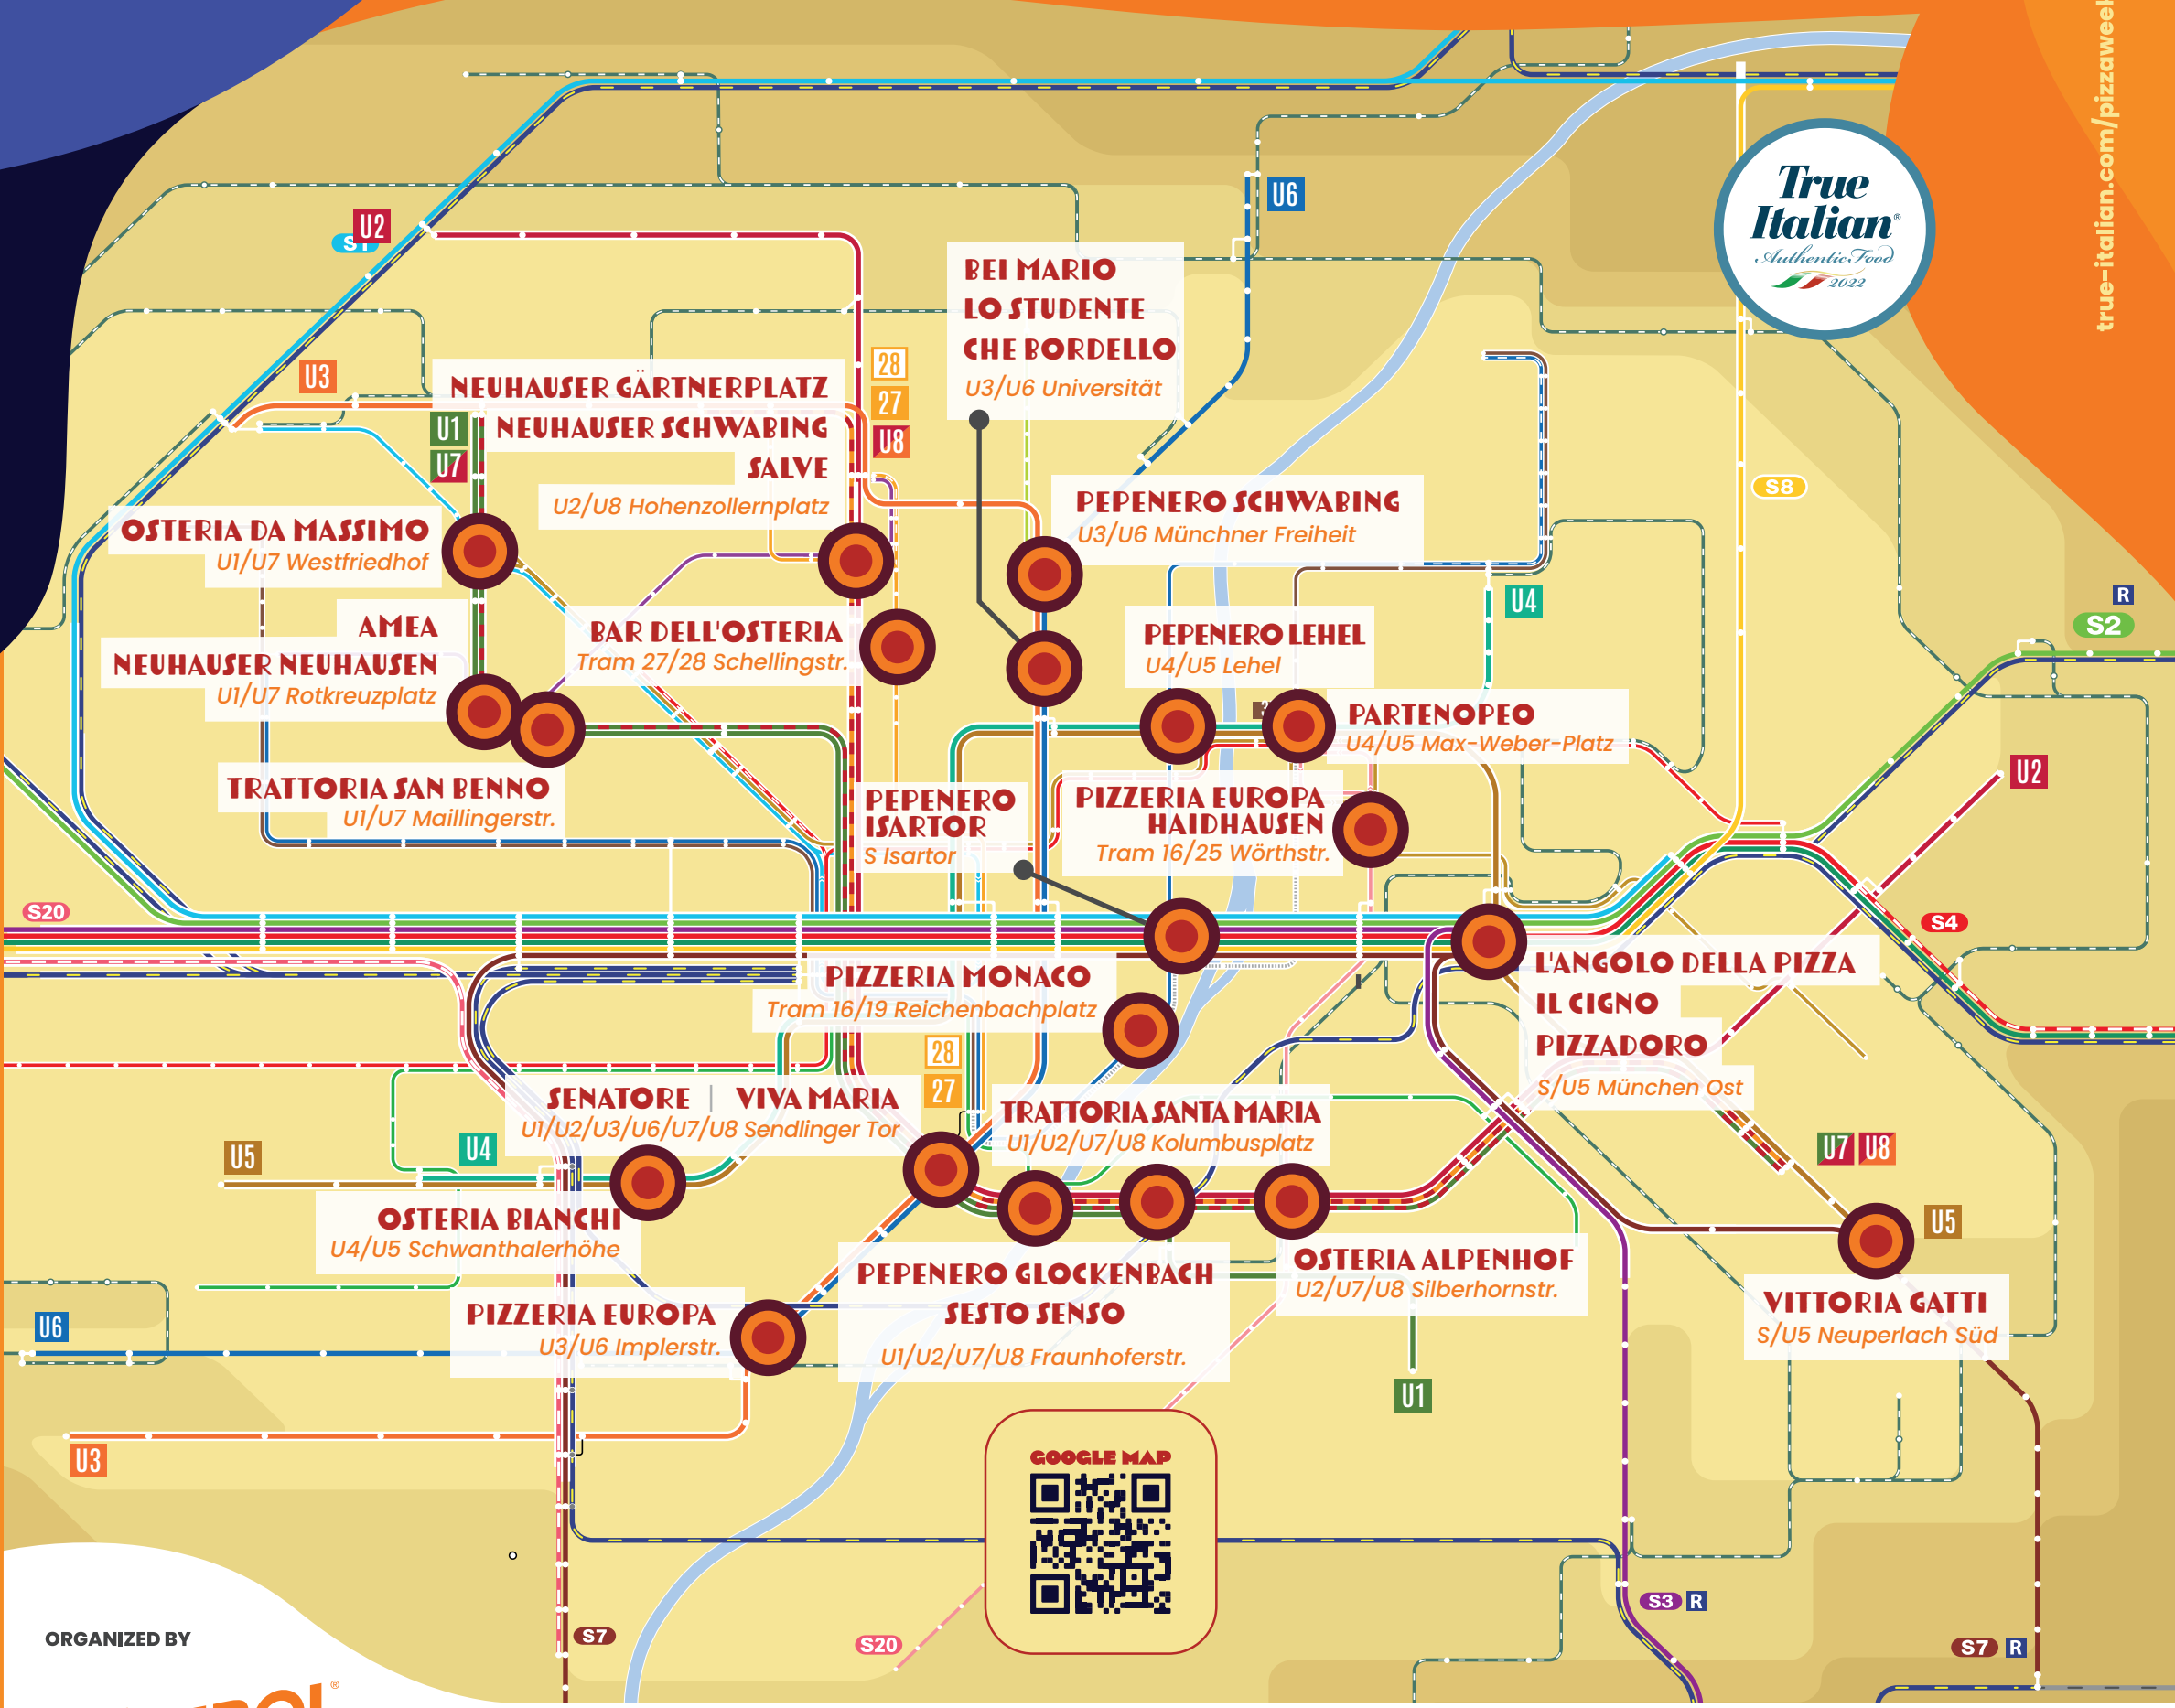 true-italian.com/pizzaweek
True
Italian®
Authentic Food
2022
U6
U2
S1
BEI MARIO
LO STUDENTE
CHE BORDELLO
U3/U6 Universität
U3
28
27
U8
NEUHAUSER GÄRTNERPLATZ
NEUHAUSER SCHWABING
SALVE
U2/U8 Hohenzollernplatz
U1
U7
PEPENERO SCHWABING
U3/U6 Münchner Freiheit
S8
OSTERIA DA MASSIMO
U1/U7 Westfriedhof
U4
R
S2
AMEA
NEUHAUSER NEUHAUSEN
U1/U7 Rotkreuzplatz
BAR DELL'OSTERIA
Tram 27/28 Schellingstr.
PEPENERO LEHEL
U4/U5 Lehel
PARTENOPEO
U4/U5 Max-Weber-Platz
U2
TRATTORIA SAN BENNO
U1/U7 Maillingerstr.
PEPENERO
ISARTOR
S Isartor
PIZZERIA EUROPA
HAIDHAUSEN
Tram 16/25 Wörthstr.
S20
S4
PIZZERIA MONACO
Tram 16/19 Reichenbachplatz
L'ANGOLO DELLA PIZZA
IL CIGNO
PIZZADORO
S/U5 München Ost
28
27
SENATORE | VIVA MARIA
U1/U2/U3/U6/U7/U8 Sendlinger Tor
TRATTORIA SANTA MARIA
U1/U2/U7/U8 Kolumbusplatz
U5
U4
U7 U8
OSTERIA BIANCHI
U4/U5 Schwanthalerhöhe
U5
PEPENERO GLOCKENBACH
SESTO SENSO
U1/U2/U7/U8 Fraunhoferstr.
OSTERIA ALPENHOF
U2/U7/U8 Silberhornstr.
VITTORIA GATTI
S/U5 Neuperlach Süd
U6
PIZZERIA EUROPA
U3/U6 Implerstr.
U1
U3
GOOGLE MAP
S3 R
ORGANIZED BY
S7
S20
S7 R